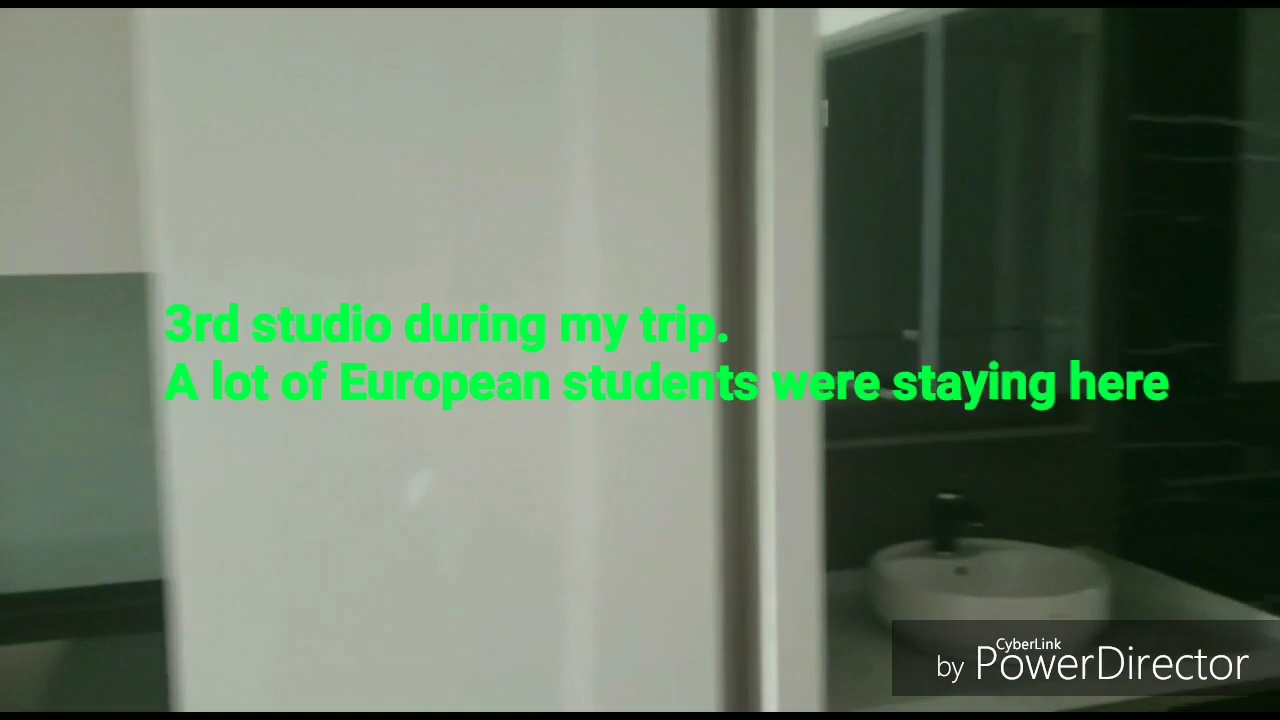 3rd studio during my trip.
A lot of European students were staying here
CyberLink
by PowerDirector